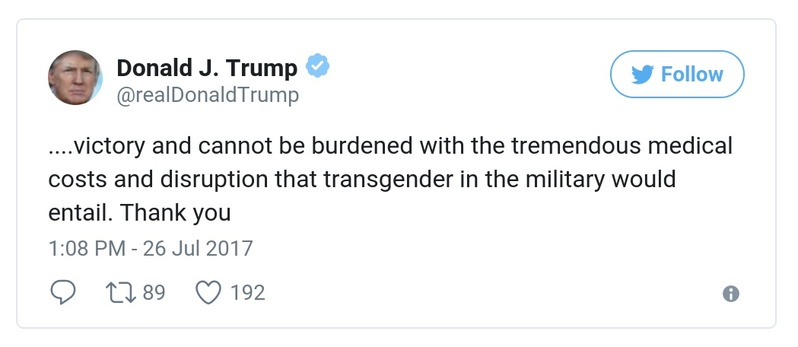 Donald J. Trump
Follow
@realDonaldTrump
....victory and cannot be burdened with the tremendous medical
costs and disruption that transgender in the military would
entail. Thank you
1:08 PM - 26 Jul 2017
89 192